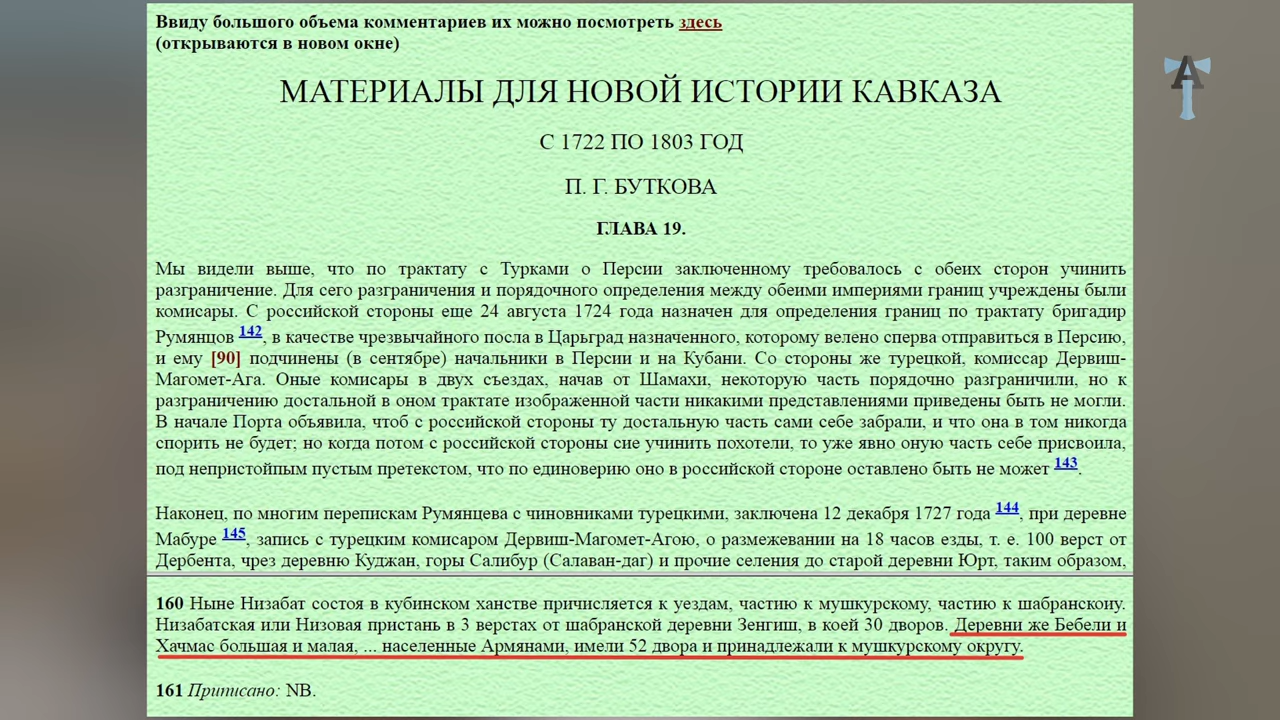 Ввиду большого объема комментариев их можно посмотреть здесь
(открываются в новом окне)
МАТЕРИАЛЫ ДЛЯ НОВОЙ ИСТОРИИ КАВКАЗА
С 1722 ПО 1803 ГОД
П. Г. БУТКОВА
ГЛАВА 19.
Мы видели выше, что по трактату с Турками о Персии заключенному требовалось с обеих сторон учинить
разграничение. Для сего разграничения и порядочного определения между обеими империями границ учреждены были
комисары. С российской стороны еще 24 августа 1724 года назначен для определения границ по трактату бригадир
Румянцов 142, в качестве чрезвычайного посла в Царьград назначенного, которому велено сперва отправиться в Персию,
и ему [90] подчинены (в сентябре) начальники в Персии и на Кубани. Со стороны же турецкой, комиссар Дервиш-
Магомет-Ага. Оные комисары в двух съездах, начав от Шамахи, некоторую часть порядочно разграничили, но к
разграничению достальной в оном трактате изображенной части никакими представлениями приведены быть не могли.
В начале Порта объявила, чтоб с российской стороны ту достальную часть сами себе забрали, и что она в том никогда
спорить не будет; но когда потом с российской стороны сие учинить похотели, то уже явно оную часть себе присвоила,
под непристойпым пустым претекстом, что по единоверию оно в российской стороне оставлено быть не может 143.
Наконец, по многим перепискам Румянцева с чиновниками турецкими, заключена 12 декабря 1727 года 144, при деревне
Мабуре 145, запись с турецким комисаром Дервиш-Магомет-Агою, о размежевании на 18 часов езды, т. е. 100 верст от
Дербента, чрез деревню Куджан, горы Салибур (Салаван-даг) и прочие селения до старой деревни Юрт, таким образом,
160 Ныне Низабат состоя в кубинском ханстве причисляется к уездам, частию к мушкурскому, частию к шабранскоиу.
Низабатская или Низовая пристань в 3 верстах от шабранской деревни Зенгиш, в коей 30 дворов. Деревни же Бебели и
Хачмас большая и малая, ... населенные Армянами, имели 52 двора и принадлежали к мушкурскому округу.
161 Приписано: NB.